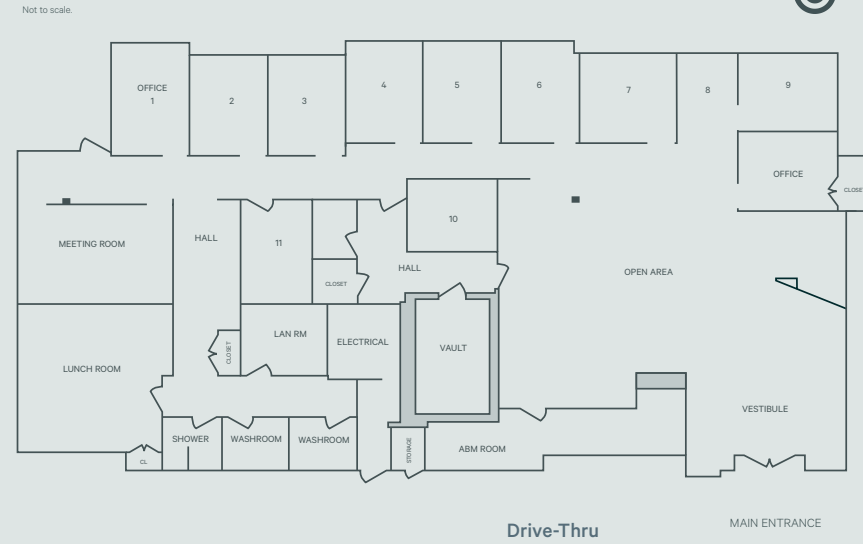 Not to scale.
OFFICE
1
2
3
4
5
6
7
8
9
OFFICE
CLOSE
10
MEETING ROOM
HALL
11
HALL
CLOSET
OPEN AREA
LAN RM
ELECTRICAL
VAULT
CLOSET
LUNCH ROOM
VESTIBULE
SHOWER
WASHROOM
WASHROOM
STORAGE
ABM ROOM
CL
MAIN ENTRANCE
Drive-Thru